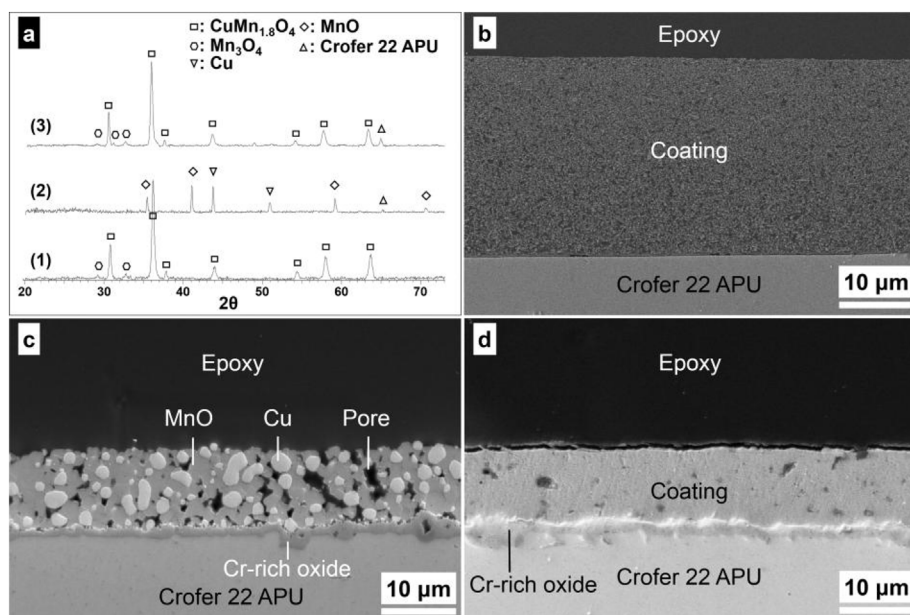 a
□: CuMn1.8O4 ◇: MnO
⬡: Mn3O4 △: Crofer 22 APU
▽: Cu
(3)
(2)
(1)
20 30 40 50 60 70
2θ
b
Epoxy
Coating
Crofer 22 APU
10 µm
c
Epoxy
MnO Cu Pore
Cr-rich oxide
Crofer 22 APU
10 µm
d
Epoxy
Coating
Cr-rich oxide
Crofer 22 APU
10 µm